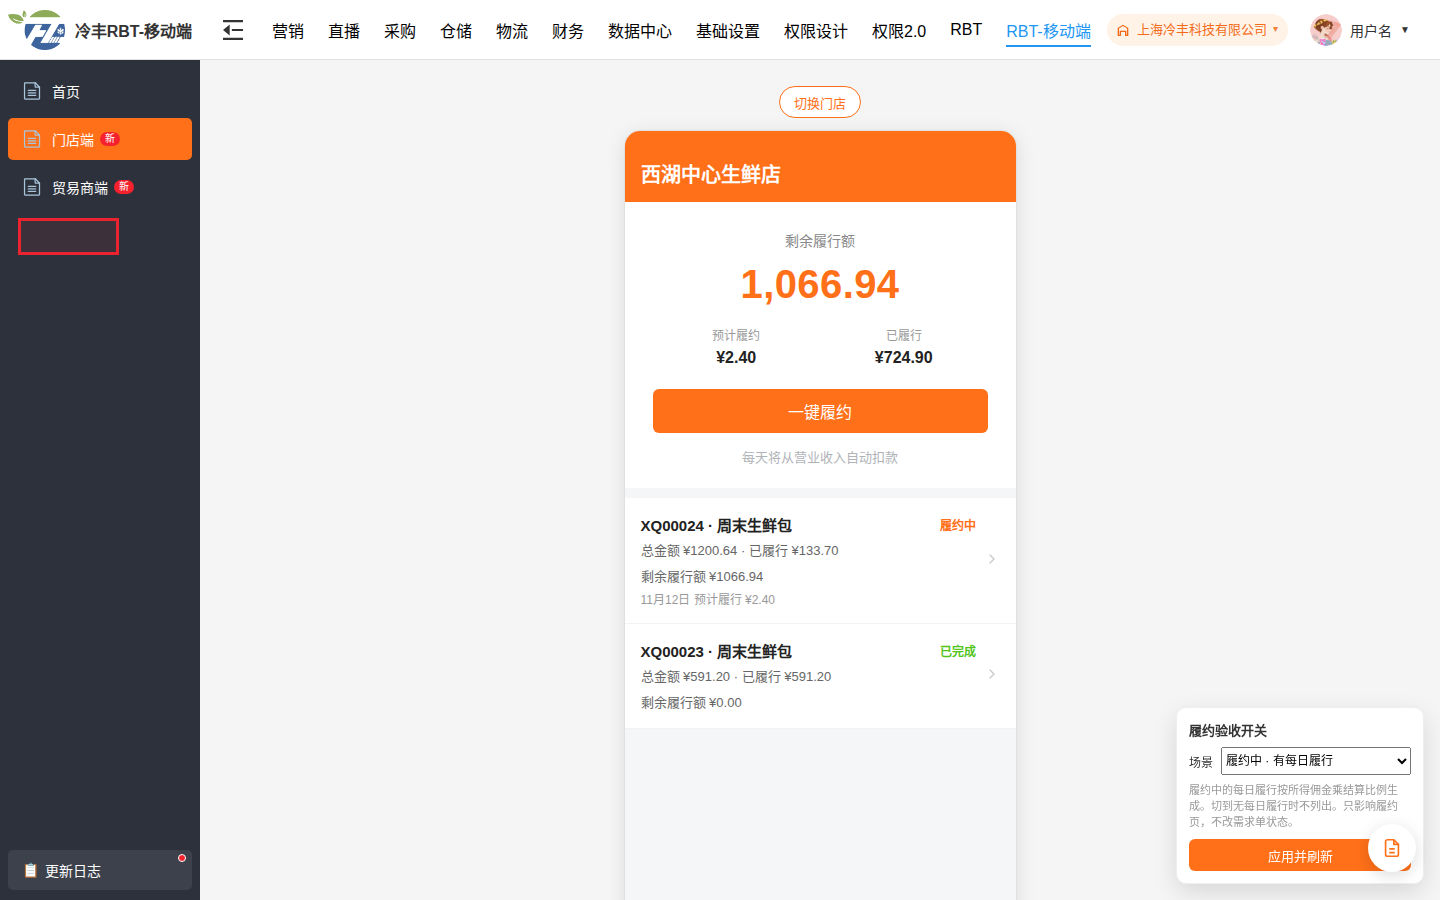 冷丰RBT-移动端
营销 直播 采购 仓储 物流 财务 数据中心 基础设置 权限设计 权限2.0 RBT RBT-移动端
上海冷丰科技有限公司
用户名
首页
门店端 新
贸易商端 新
更新日志
切换门店
西湖中心生鲜店
剩余履行额
1,066.94
预计履约 已履行
¥2.40 ¥724.90
一键履约
每天将从营业收入自动扣款
XQ00024 · 周末生鲜包 履约中
总金额 ¥1200.64 · 已履行 ¥133.70
剩余履行额 ¥1066.94
11月12日 预计履行 ¥2.40
XQ00023 · 周末生鲜包 已完成
总金额 ¥591.20 · 已履行 ¥591.20
剩余履行额 ¥0.00
履约验收开关
场景 履约中 · 有每日履行
履约中的每日履行按所得佣金乘结算比例生
成。切到无每日履行时不列出。只影响履约
页，不改需求单状态。
应用并刷新